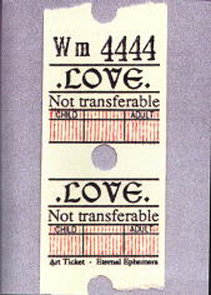 Wm 4444
.LOVE.
Not transferable
CHILD ADULT
.LOVE.
Not transferable
CHILD ADULT
Art Ticket · Eternal Ephemera